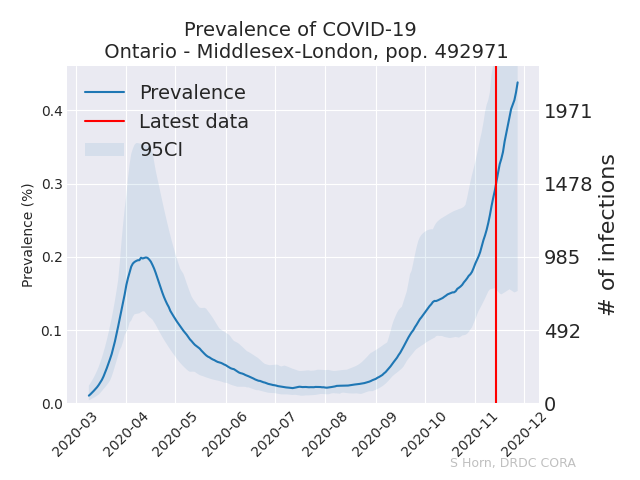 Prevalence of COVID-19
Ontario - Middlesex-London, pop. 492971
Prevalence
Latest data
95CI
Prevalence (%)
0.4
0.3
0.2
0.1
0.0
1971
1478
985
492
0
# of infections
2020-03
2020-04
2020-05
2020-06
2020-07
2020-08
2020-09
2020-10
2020-11
2020-12
S Horn, DRDC CORA